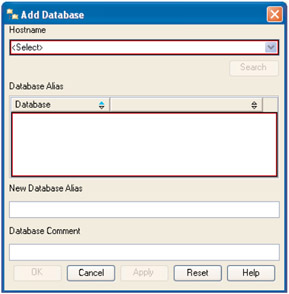 Add Database
Hostname
<Select>
Search
Database Alias
Database
New Database Alias
Database Comment
OK Cancel Apply Reset Help